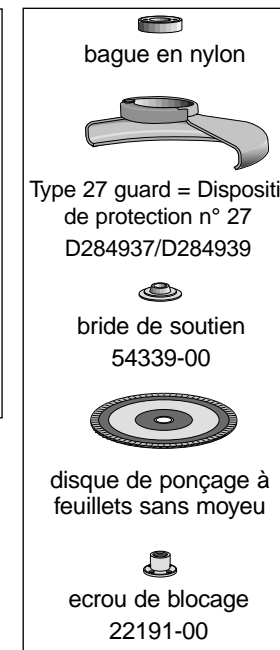 bague en nylon
Type 27 guard = Dispositi
de protection n° 27
D284937/D284939
bride de soutien
54339-00
disque de ponçage à
feuillets sans moyeu
ecrou de blocage
22191-00